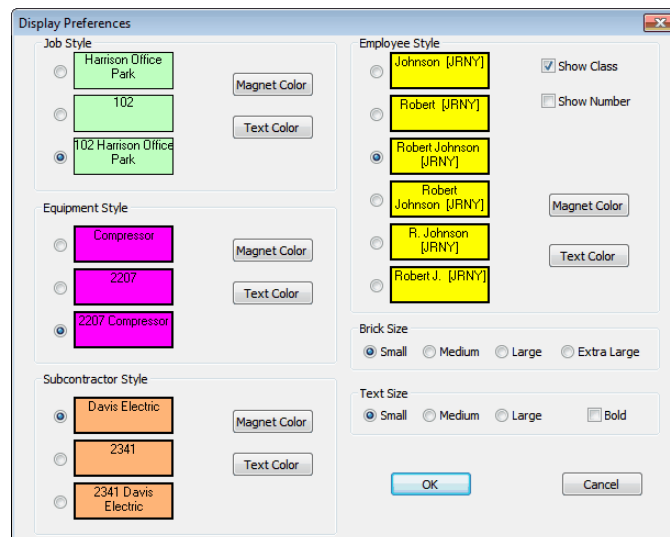 Display Preferences
Job Style
Harrison Office
Park
102
102 Harrison Office
Park
Magnet Color
Text Color
Equipment Style
Compressor
2207
2207 Compressor
Magnet Color
Text Color
Subcontractor Style
Davis Electric
2341
2341 Davis
Electric
Magnet Color
Text Color
Employee Style
Johnson [JRNY]
Robert [JRNY]
Robert Johnson
[JRNY]
Robert
Johnson [JRNY]
R. Johnson
[JRNY]
Robert J. [JRNY]
Show Class
Show Number
Magnet Color
Text Color
Brick Size
Small Medium Large Extra Large
Text Size
Small Medium Large Bold
OK Cancel